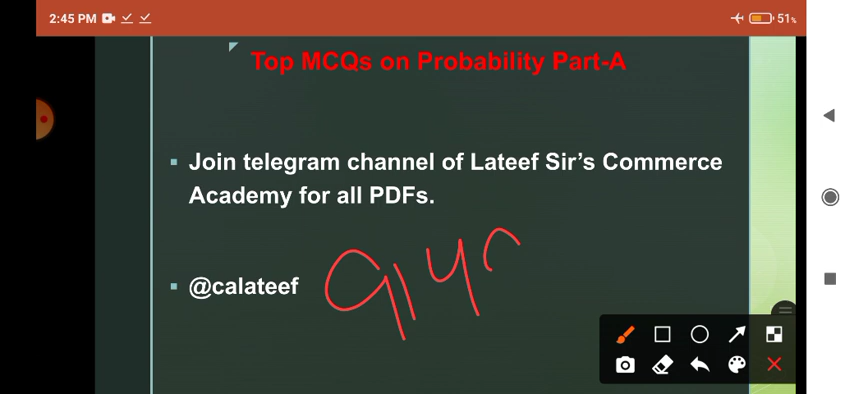 2:45 PM
51%
Top MCQs on Probability Part-A
Join telegram channel of Lateef Sir's Commerce
Academy for all PDFs.
@calateef